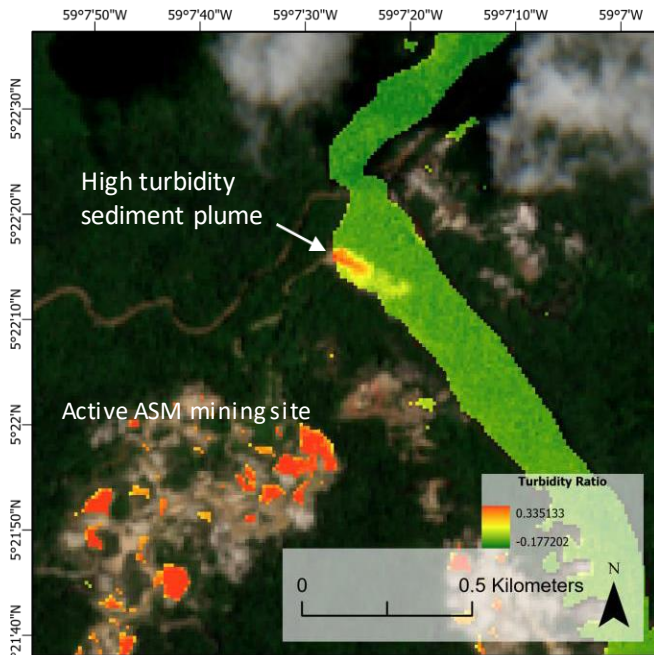 59°7'50"W 59°7'40"W 59°7'30"W 59°7'20"W 59°7'10"W 59°7'W
5°22'30"N
5°22'20"N
High turbidity
sediment plume
5°22'10"N
5°22'N
Active ASM mining site
Turbidity Ratio
0.335133
-0.177202
5°21'50"N
N
0 0.5 Kilometers
5°21'40"N